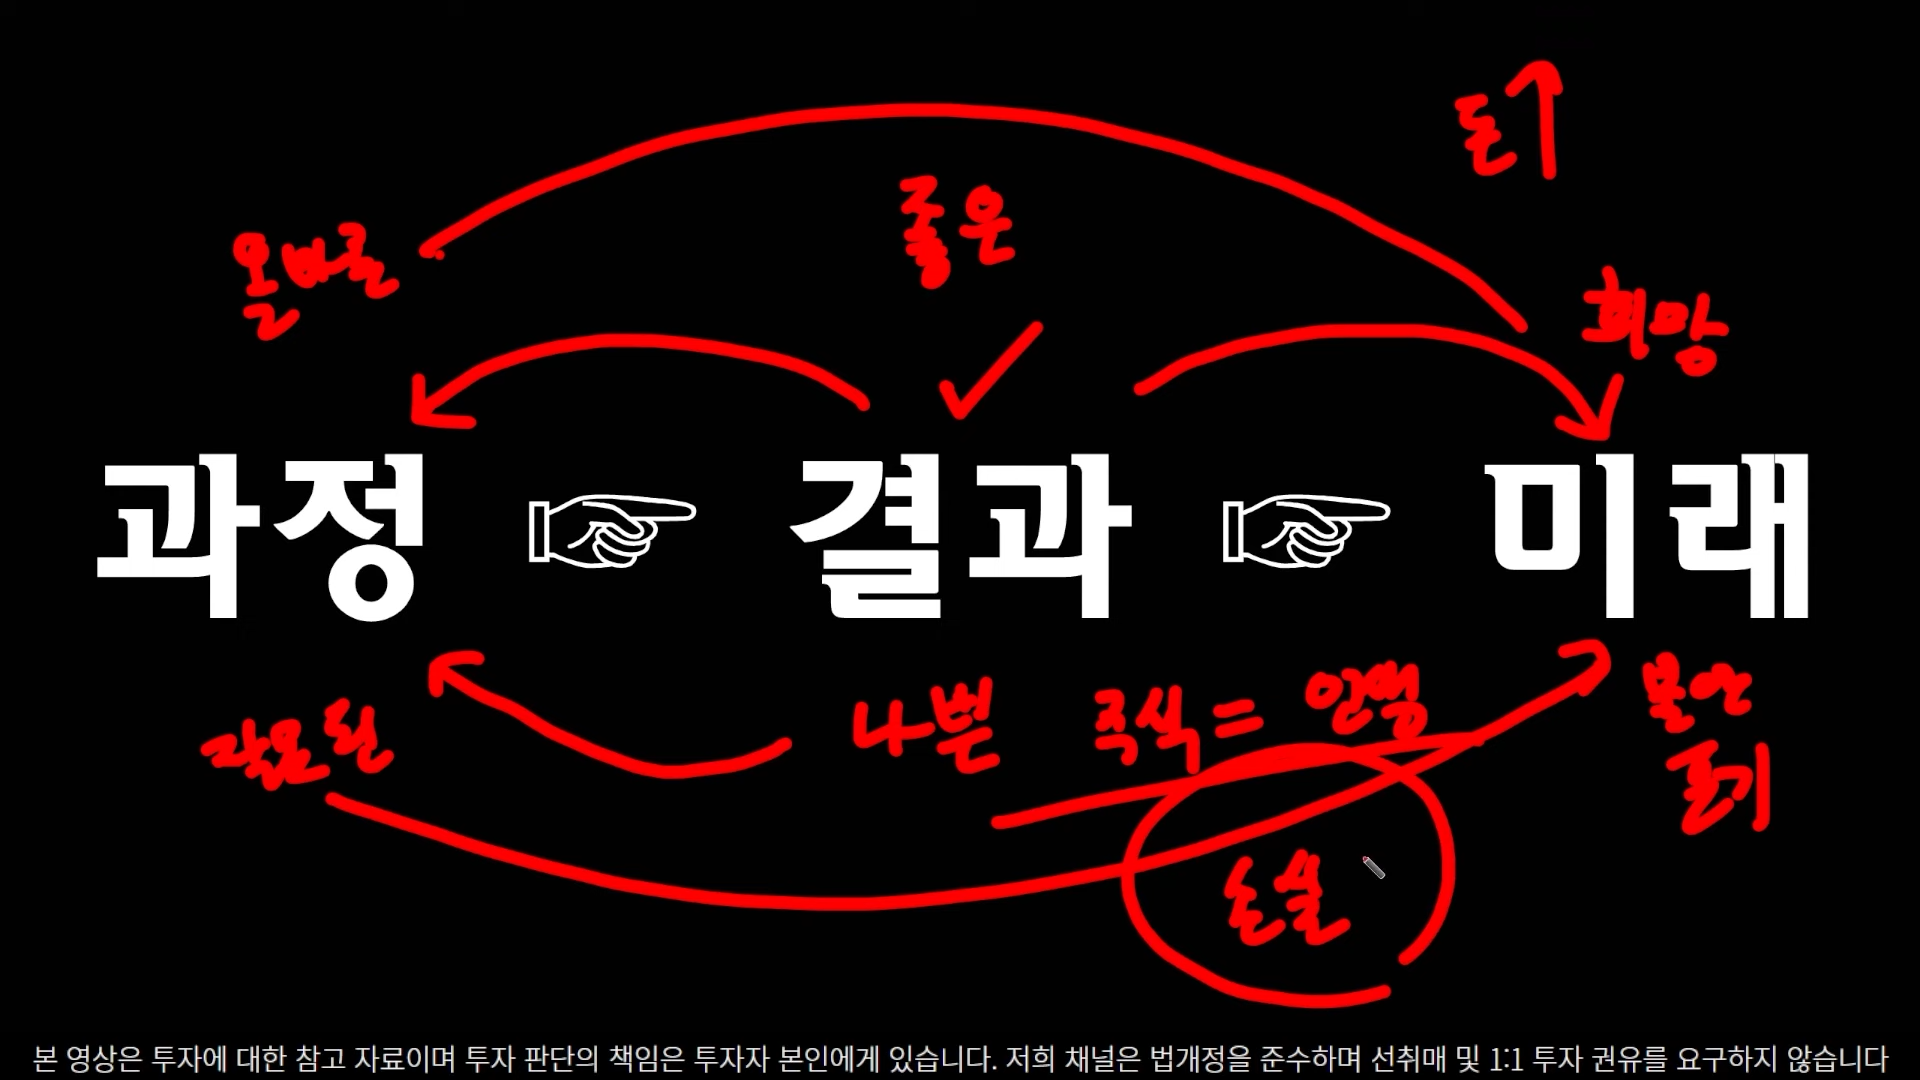 돈↑
좋은
올바른
희망
과정 ☞ 결과 ☞ 미래
나쁜 주식=인생 불안
잘못된
포기
손실
본 영상은 투자에 대한 참고 자료이며 투자 판단의 책임은 투자자 본인에게 있습니다. 저희 채널은 법개정을 준수하며 선취매 및 1:1 투자 권유를 요구하지 않습니다